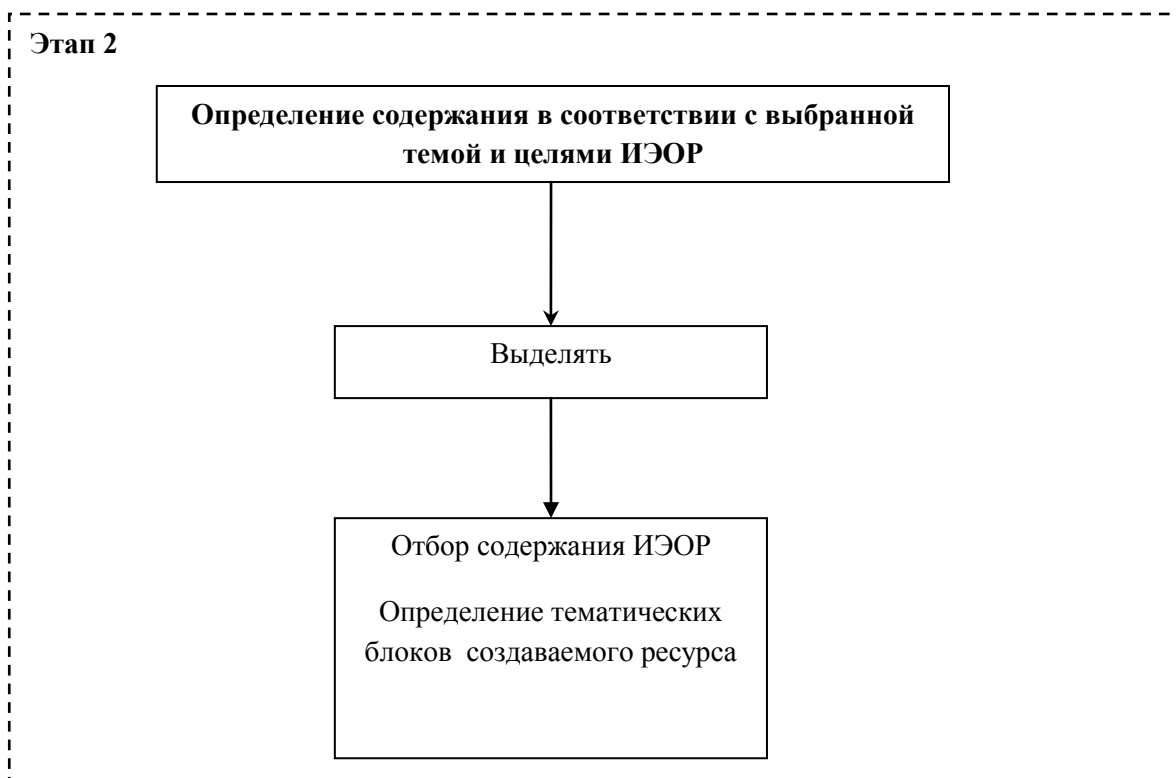 Этап 2
Определение содержания в соответствии с выбранной
темой и целями ИЭОР
Выделять
Отбор содержания ИЭОР
Определение тематических
блоков создаваемого ресурса